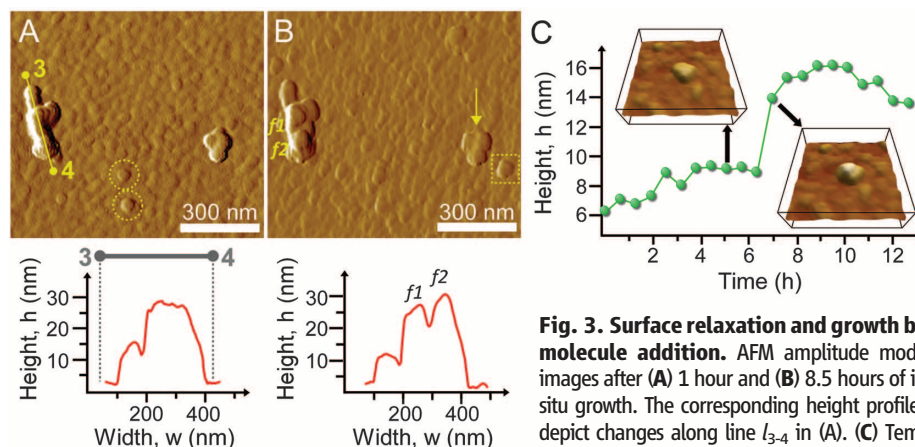 A
3
4
300 nm
B
f1
f2
300 nm
C
Height, h (nm)
16
14
12
10
8
6
2 4 6 8 10 12
Time (h)
3 4
Height, h (nm)
30
20
10
200 400
Width, w (nm)
f1 f2
Height, h (nm)
30
20
10
200 400
Width, w (nm)
Fig. 3. Surface relaxation and growth b
molecule addition. AFM amplitude mod
images after (A) 1 hour and (B) 8.5 hours of i
situ growth. The corresponding height profile
depict changes along line l3-4 in (A). (C) Tem